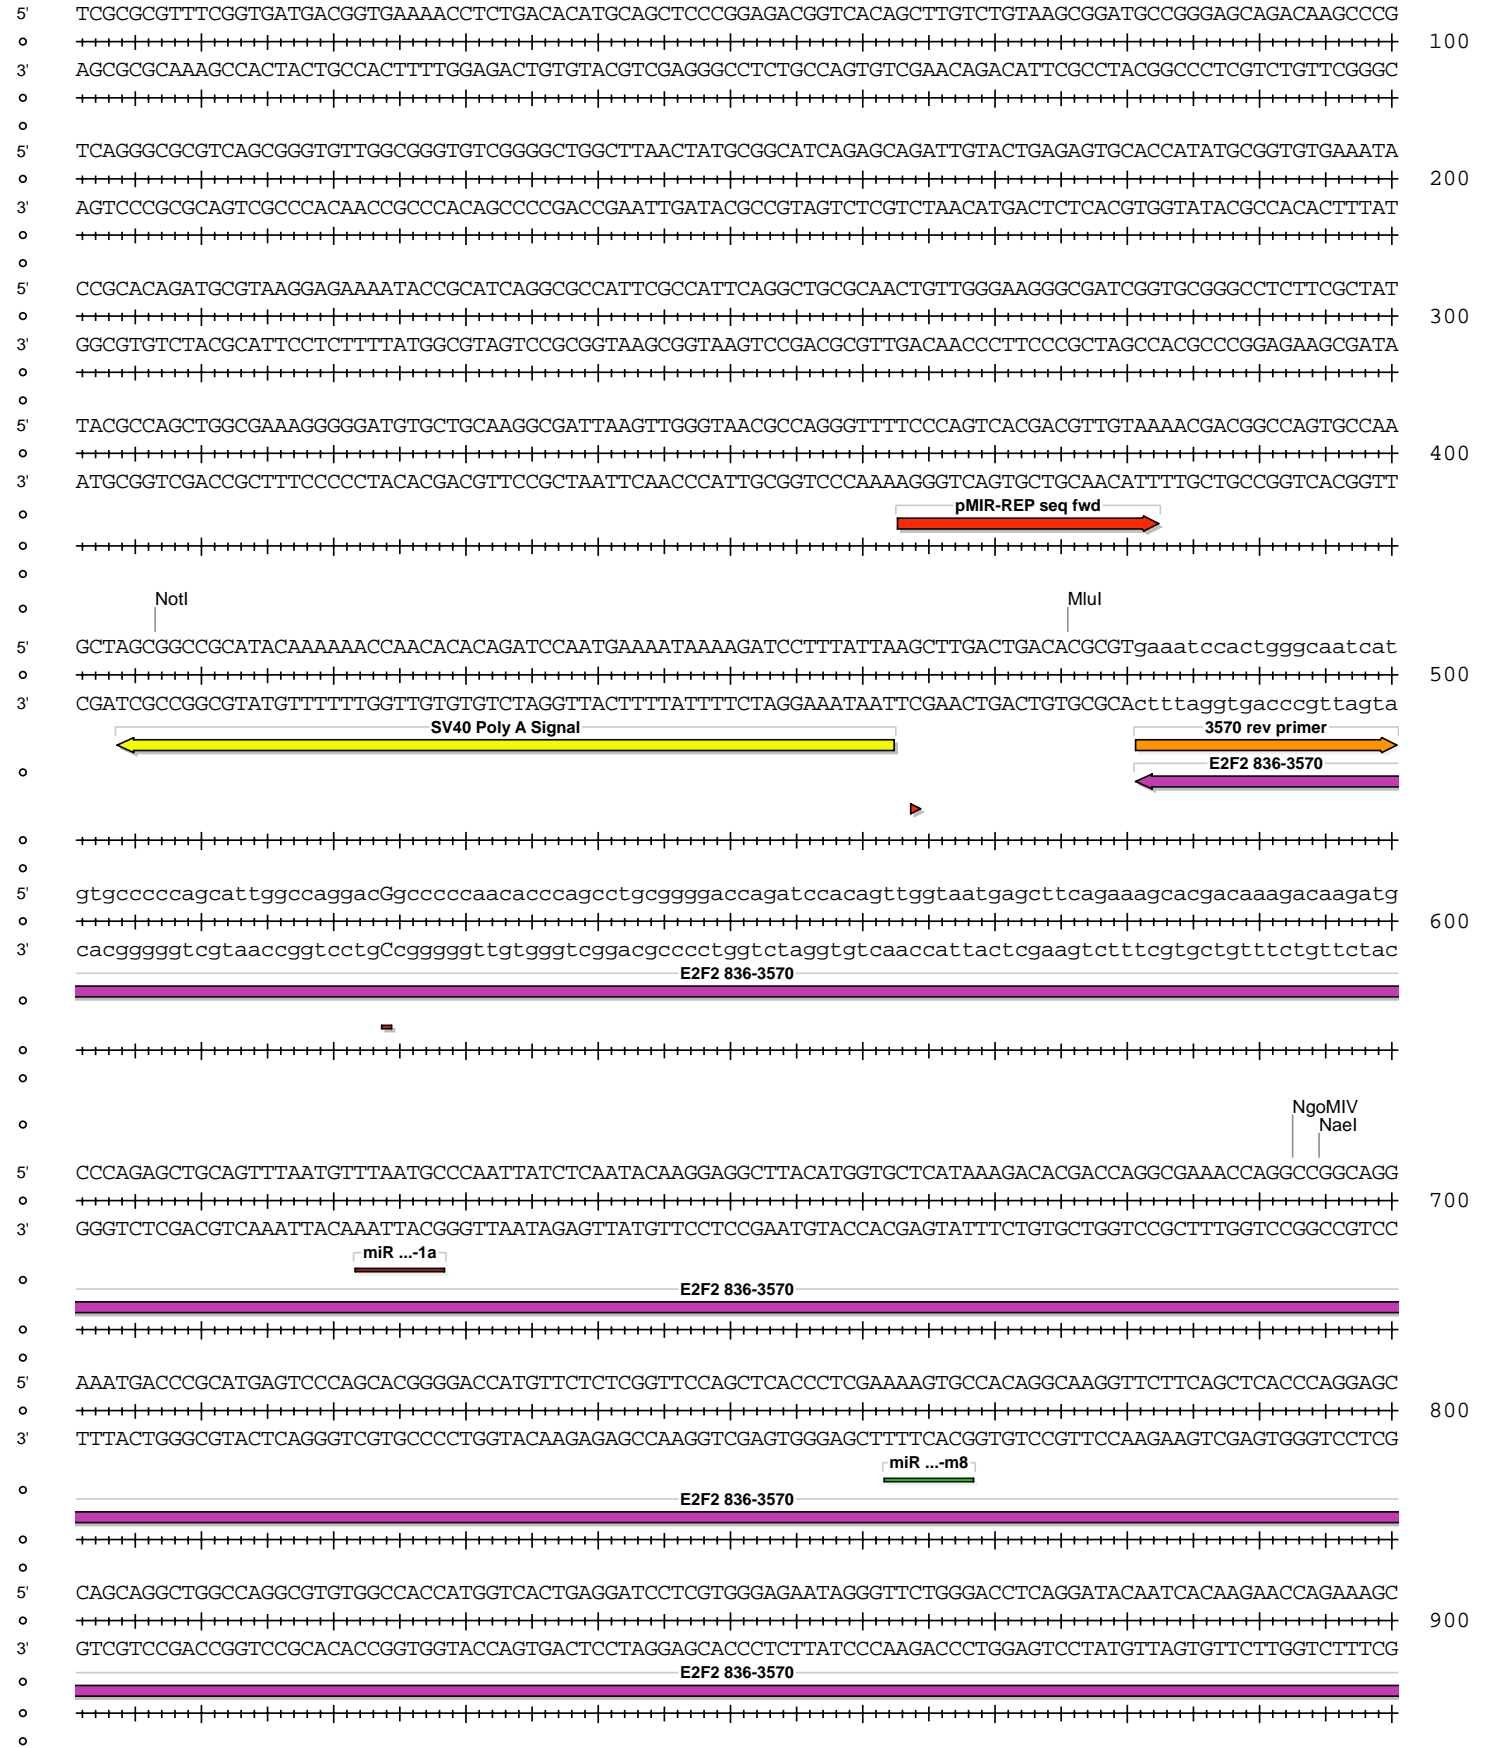 5' TCGCGCGTTTCGGTGATGACGGTGAAAACCTCTGACACATGCAGCTCCCGGAGACGGTCACAGCTTGTCTGTAAGCGGATGCCGGGAGCAGACAAGCCCG
100
3' AGCGCGCAAAGCCACTACTGCCACTTTTGGAGACTGTGTACGTCGAGGGCCTCTGCCAGTGTCGAACAGACATTCGCCTACGGCCCTCGTCTGTTCGGGC
5' TCAGGGCGCGTCAGCGGGTGTTGGCGGGTGTCGGGGCTGGCTTAACTATGCGGCATCAGAGCAGATTGTACTGAGAGTGCACCATATGCGGTGTGAAATA
200
3' AGTCCCGCGCAGTCGCCCACAACCGCCCACAGCCCCGACCGAATTGATACGCCGTAGTCTCGTCTAACATGACTCTCACGTGGTATACGCCACACTTTAT
5' CCGCACAGATGCGTAAGGAGAAAATACCGCATCAGGCGCCATTCGCCATTCAGGCTGCGCAACTGTTGGGAAGGGCGATCGGTGCGGGCCTCTTCGCTAT
300
3' GGCGTGTCTACGCATTCCTCTTTTATGGCGTAGTCCGCGGTAAGCGGTAAGTCCGACGCGTTGACAACCCTTCCCGCTAGCCACGCCCGGAGAAGCGATA
5' TACGCCAGCTGGCGAAAGGGGGATGTGCTGCAAGGCGATTAAGTTGGGTAACGCCAGGGTTTTCCCAGTCACGACGTTGTAAAACGACGGCCAGTGCCAA
400
3' ATGCGGTCGACCGCTTTCCCCCTACACGACGTTCCGCTAATTCAACCCATTGCGGTCCCAAAAGGGTCAGTGCTGCAACATTTTGCTGCCGGTCACGGTT
pMIR-REP seq fwd
NotI MluI
5' GCTAGCGGCCGCATACAAAAAACCAACACACAGATCCAATGAAAATAAAAGATCCTTTATTAAGCTTGACTGACACGCGTgaaatccactgggcaatcat
500
3' CGATCGCCGGCGTATGTTTTTTGGTTGTGTGTCTAGGTTACTTTTATTTTCTAGGAAATAATTCGAACTGACTGTGCGCActttaggtgacccgttagta
SV40 Poly A Signal 3570 rev primer
E2F2 836-3570
5' gtgcccccagcattggccaggacGgcccccaacacccagcctgcggggaccagatccacagttggtaatgagcttcagaaagcacgacaaagacaagatg
600
3' cacgggggtcgtaaccggtcctgCcgggggttgtgggtcggacgcccctggtctaggtgtcaaccattactcgaagtctttcgtgctgtttctgttctac
E2F2 836-3570
NgoMIV
NaeI
5' CCCAGAGCTGCAGTTTAATGTTTAATGCCCAATTATCTCAATACAAGGAGGCTTACATGGTGCTCATAAAGACACGACCAGGCGAAACCAGGCCGGCAGG
700
3' GGGTCTCGACGTCAAATTACAAATTACGGGTTAATAGAGTTATGTTCCTCCGAATGTACCACGAGTATTTCTGTGCTGGTCCGCTTTGGTCCGGCCGTCC
miR ...-1a
E2F2 836-3570
5' AAATGACCCGCATGAGTCCCAGCACGGGGACCATGTTCTCTCGGTTCCAGCTCACCCTCGAAAAGTGCCACAGGCAAGGTTCTTCAGCTCACCCAGGAGC
800
3' TTTACTGGGCGTACTCAGGGTCGTGCCCCTGGTACAAGAGAGCCAAGGTCGAGTGGGAGCTTTTCACGGTGTCCGTTCCAAGAAGTCGAGTGGGTCCTCG
miR ...-m8
E2F2 836-3570
5' CAGCAGGCTGGCCAGGCGTGTGGCCACCATGGTCACTGAGGATCCTCGTGGGAGAATAGGGTTCTGGGACCTCAGGATACAATCACAAGAACCAGAAAGC
900
3' GTCGTCCGACCGGTCCGCACACCGGTGGTACCAGTGACTCCTAGGAGCACCCTCTTATCCCAAGACCCTGGAGTCCTATGTTAGTGTTCTTGGTCTTTCG
E2F2 836-3570